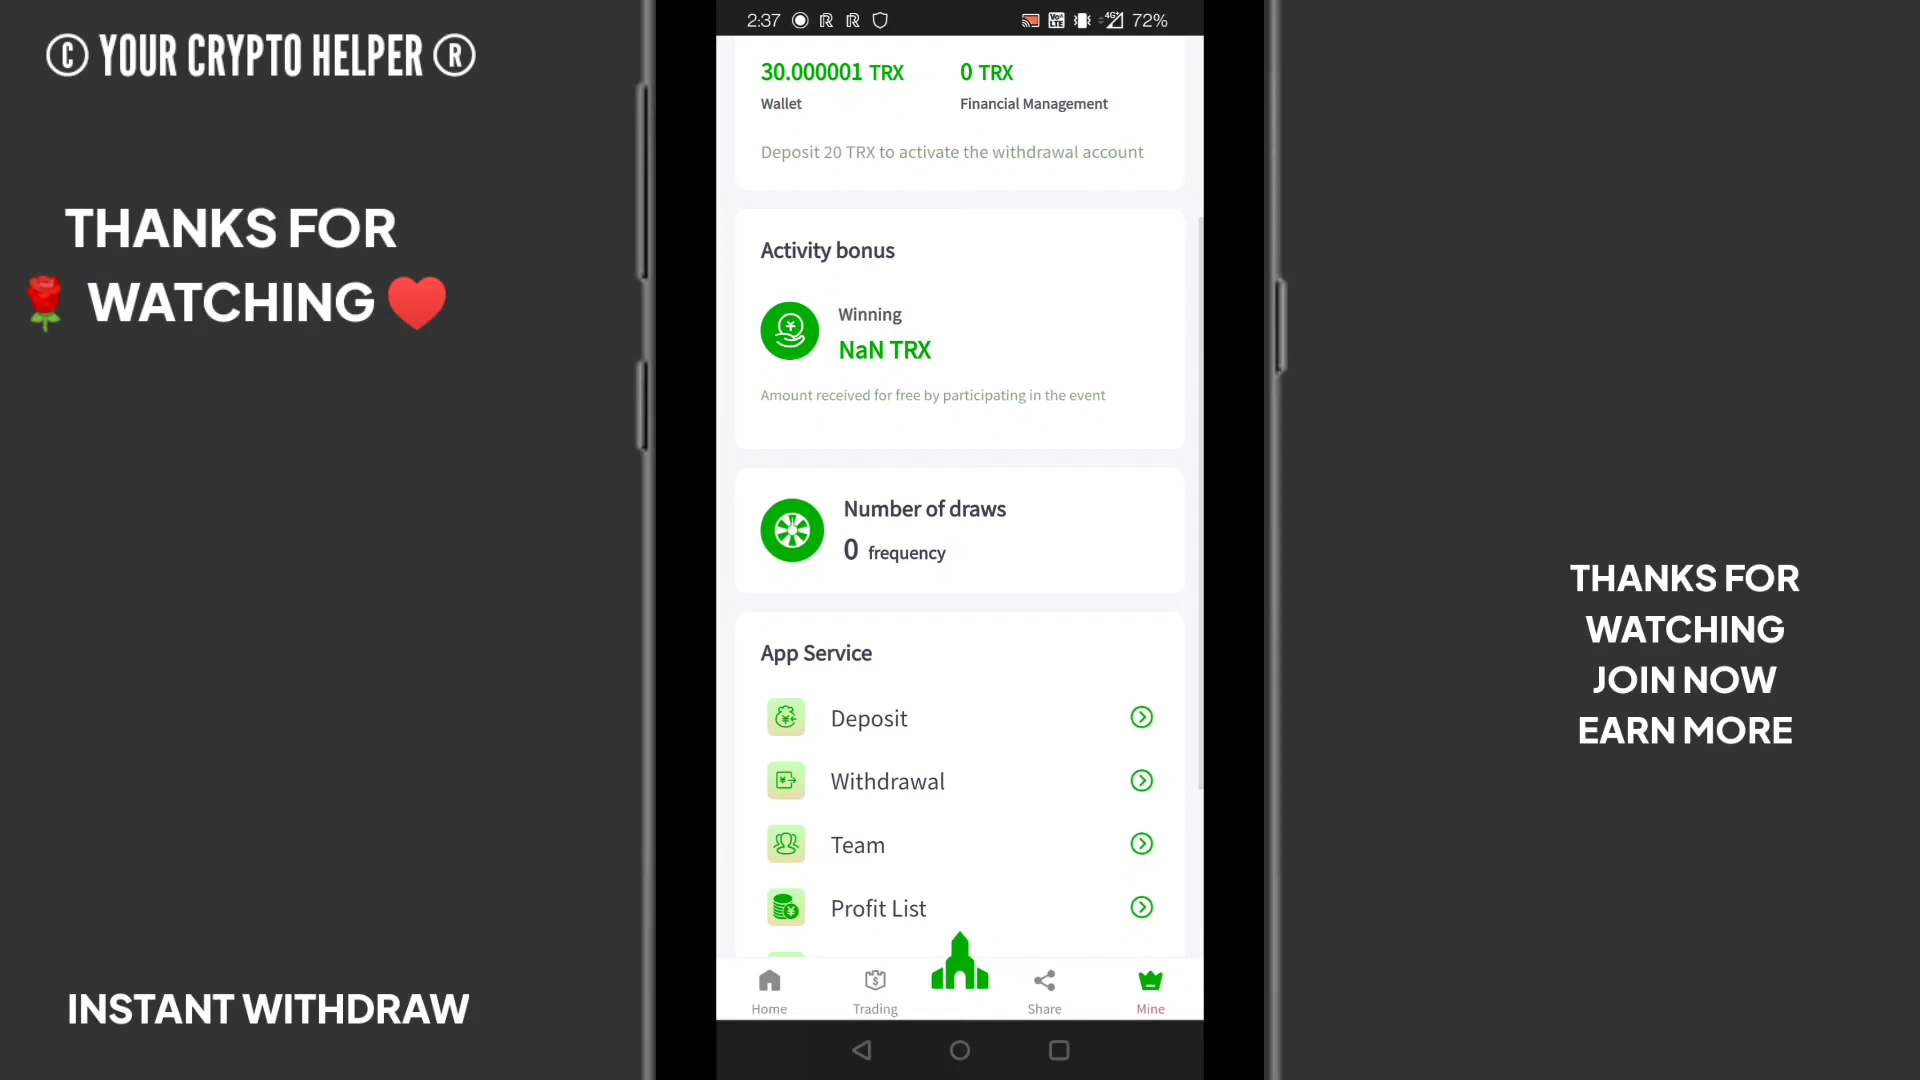 © YOUR CRYPTO HELPER ®
THANKS FOR
WATCHING
INSTANT WITHDRAW
2:37
Vo LTE
4G+
72%
30.000001 TRX
0 TRX
Wallet
Financial Management
Deposit 20 TRX to activate the withdrawal account
Activity bonus
Winning
NaN TRX
Amount received for free by participating in the event
Number of draws
0 frequency
App Service
Deposit
Withdrawal
Team
Profit List
Home
Trading
Share
Mine
THANKS FOR
WATCHING
JOIN NOW
EARN MORE